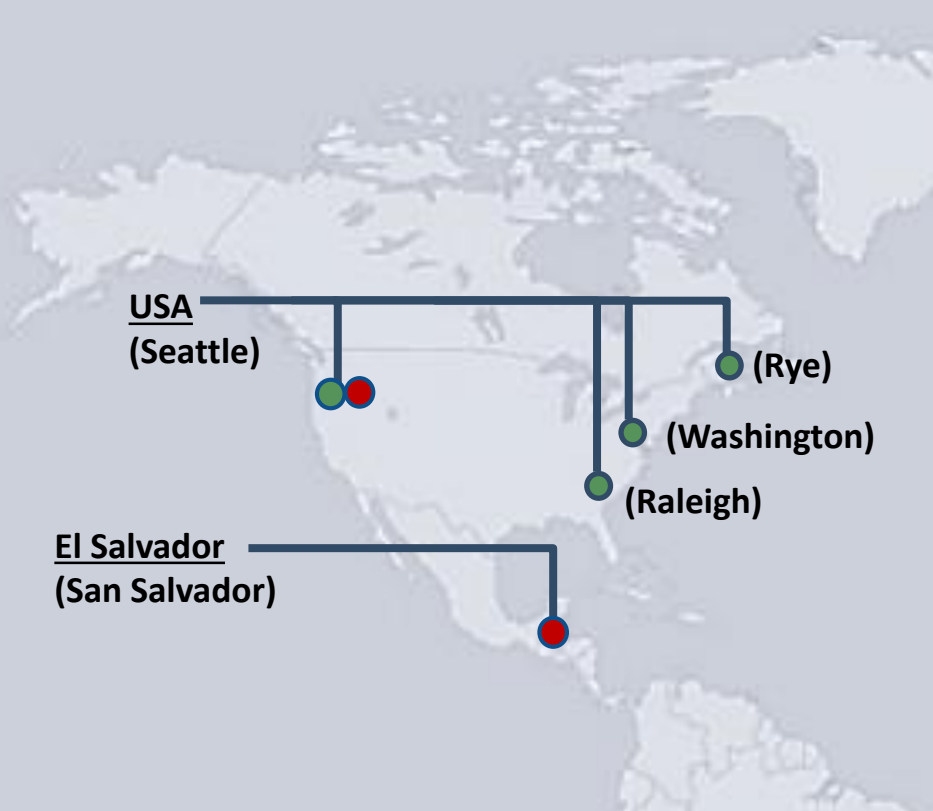 USA
(Seattle)
(Rye)
(Washington)
(Raleigh)
El Salvador
(San Salvador)